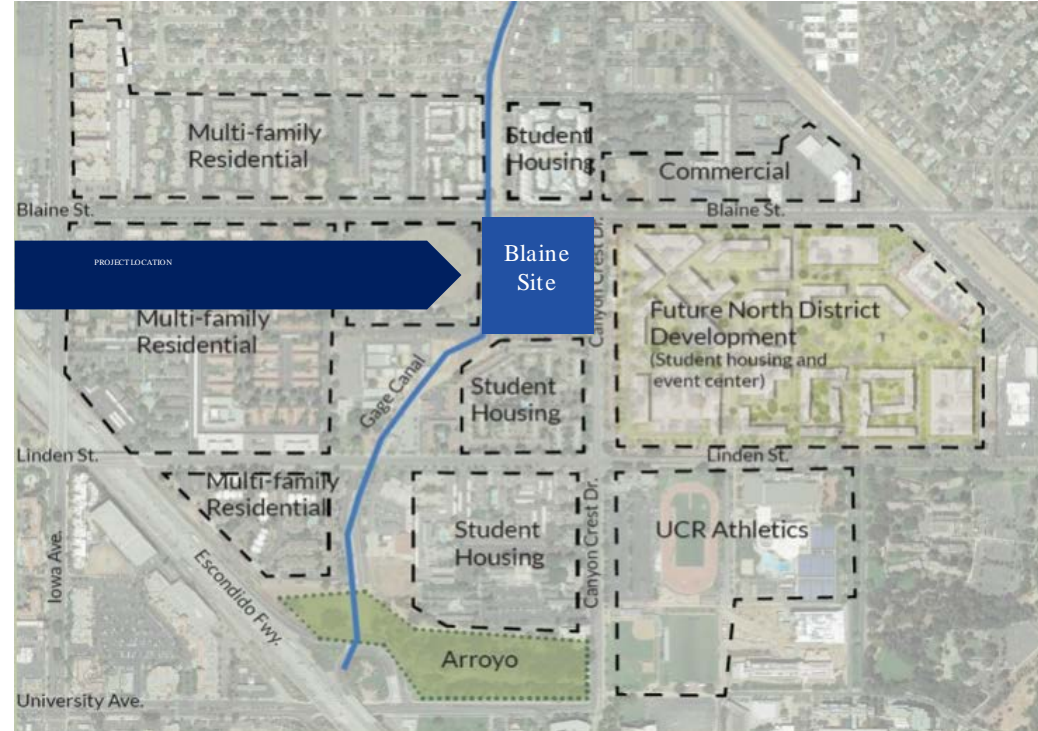 Multi-family
Residential
Student
Housing
Commercial
Blaine St.
Blaine St.
PROJECT LOCATION
Blaine
Site
Canyon Crest Dr.
Multi-family
Residential
Future North District
Development
(Student housing and
event center)
Gage Canal
Student
Housing
Linden St.
Linden St.
Multi-family
Residential
Student
Housing
UCR Athletics
Canyon Crest Dr.
Iowa Ave.
Escondido Fwy.
Arroyo
University Ave.